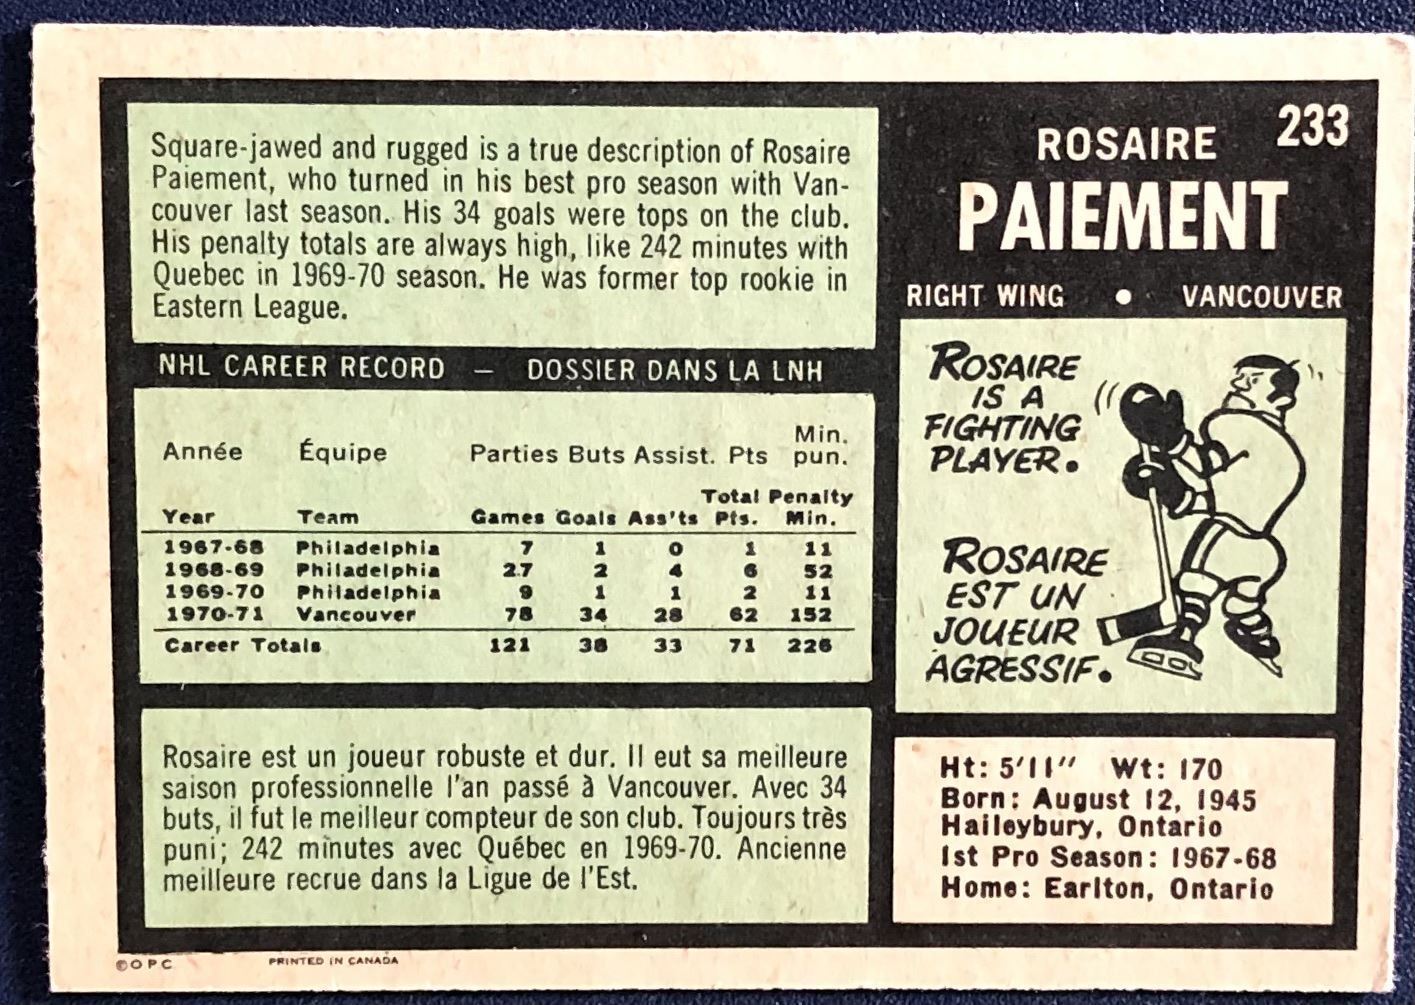 Square-jawed and rugged is a true description of Rosaire
Paiement, who turned in his best pro season with Van-
couver last season. His 34 goals were tops on the club.
His penalty totals are always high, like 242 minutes with
Quebec in 1969-70 season. He was former top rookie in
Eastern League.
233
ROSAIRE
PAIEMENT
RIGHT WING • VANCOUVER
NHL CAREER RECORD — DOSSIER DANS LA LNH
Année Équipe Parties Buts Assist. Pts Min. pun.
Year Team Games Goals Ass'ts Total Pts. Penalty Min.
1967-68 Philadelphia 7 1 0 1 11
1968-69 Philadelphia 27 2 4 6 52
1969-70 Philadelphia 9 1 1 2 11
1970-71 Vancouver 78 34 28 62 152
Career Totals 121 38 33 71 226
ROSAIRE
IS A
FIGHTING
PLAYER.
ROSAIRE
EST UN
JOUEUR
AGRESSIF.
Rosaire est un joueur robuste et dur. Il eut sa meilleure
saison professionnelle l'an passé à Vancouver. Avec 34
buts, il fut le meilleur compteur de son club. Toujours très
puni; 242 minutes avec Québec en 1969-70. Ancienne
meilleure recrue dans la Ligue de l'Est.
Ht: 5'11" Wt: 170
Born: August 12, 1945
Haileybury, Ontario
1st Pro Season: 1967-68
Home: Earlton, Ontario
©OPC PRINTED IN CANADA